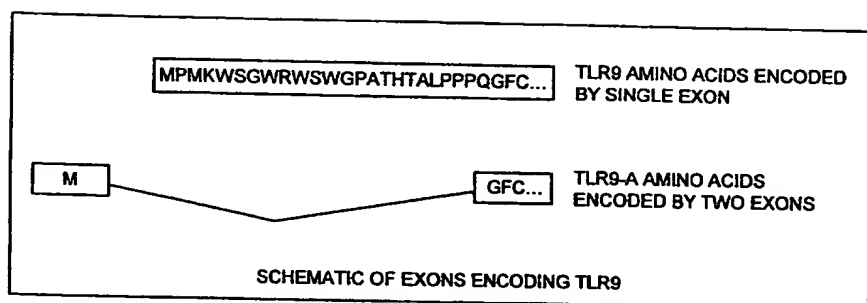 MPMKWSGWRWSWGPATHTALPPPQGFC...
TLR9 AMINO ACIDS ENCODED
BY SINGLE EXON
M
GFC...
TLR9-A AMINO ACIDS
ENCODED BY TWO EXONS
SCHEMATIC OF EXONS ENCODING TLR9